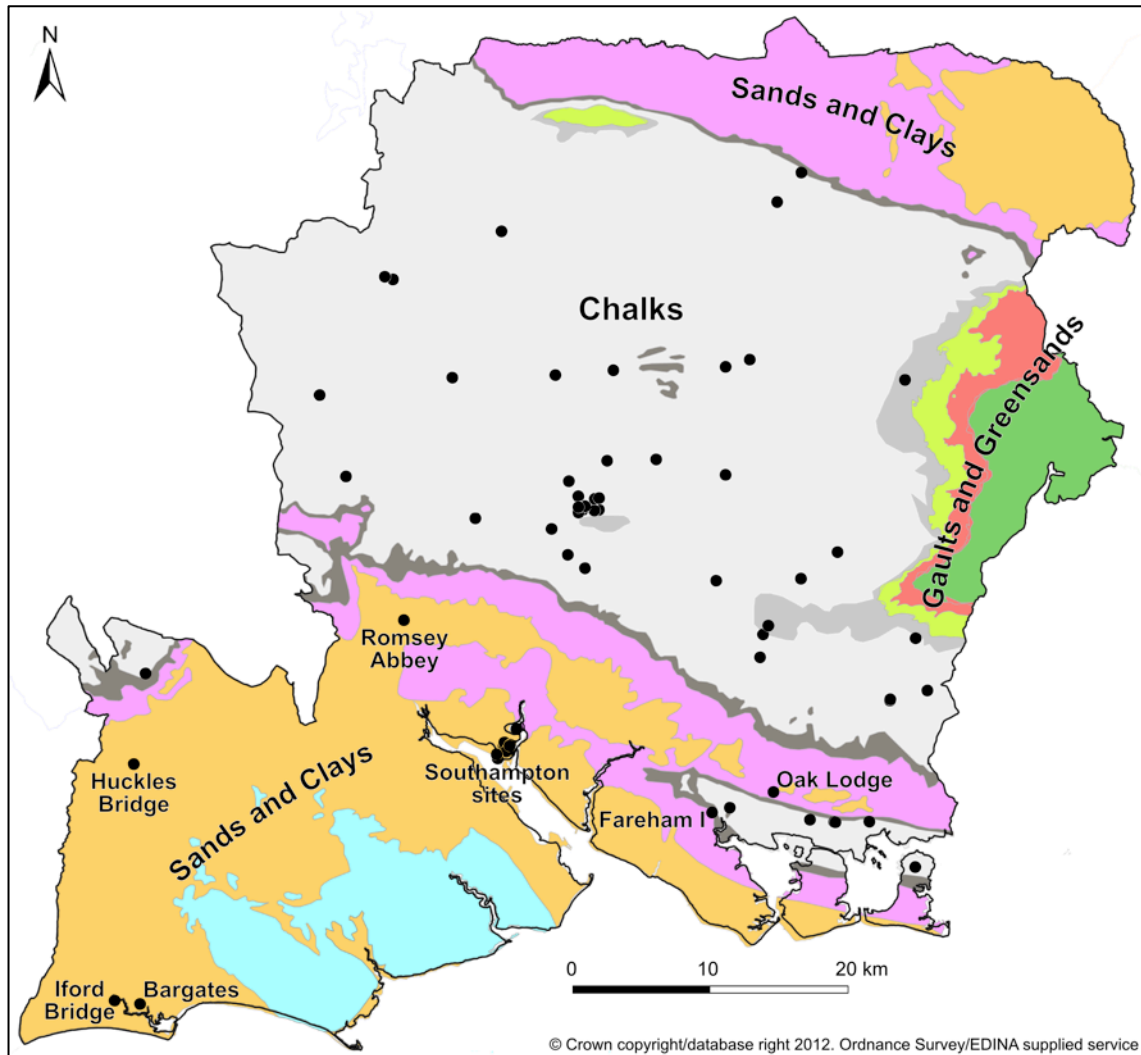 N
Sands and Clays
Chalks
Gaults and Greensands
Romsey
Abbey
Huckles
Bridge
Sands and Clays
Southampton
sites
Oak Lodge
Fareham I
Iford
Bridge
Bargates
0 10 20 km
© Crown copyright/database right 2012. Ordnance Survey/EDINA supplied service